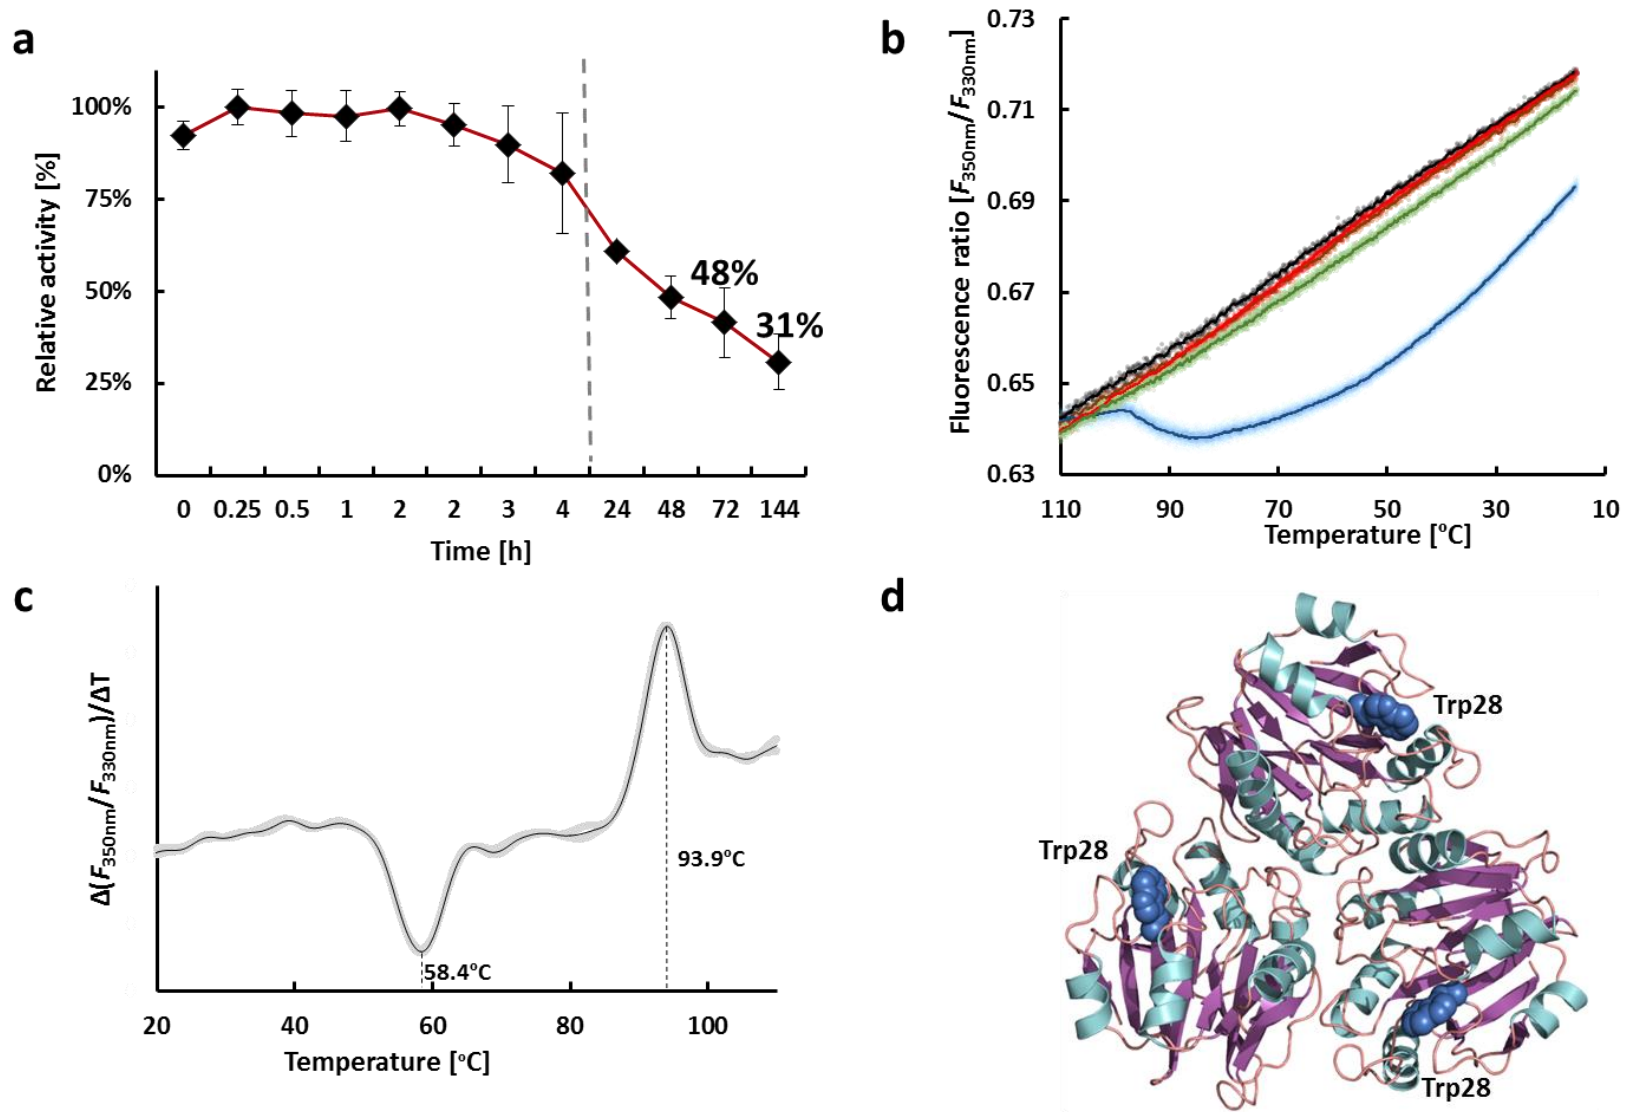 a
Relative activity [%]
100%
75%
50%
25%
0%
48%
31%
0 0.25 0.5 1 2 2 3 4 24 48 72 144
Time [h]
b
Fluorescence ratio [F350nm/F330nm]
0.73
0.71
0.69
0.67
0.65
0.63
110 90 70 50 30 10
Temperature [°C]
c
Δ(F350nm/F330nm)/ΔT
93.9°C
58.4°C
20 40 60 80 100
Temperature [°C]
d
Trp28
Trp28
Trp28